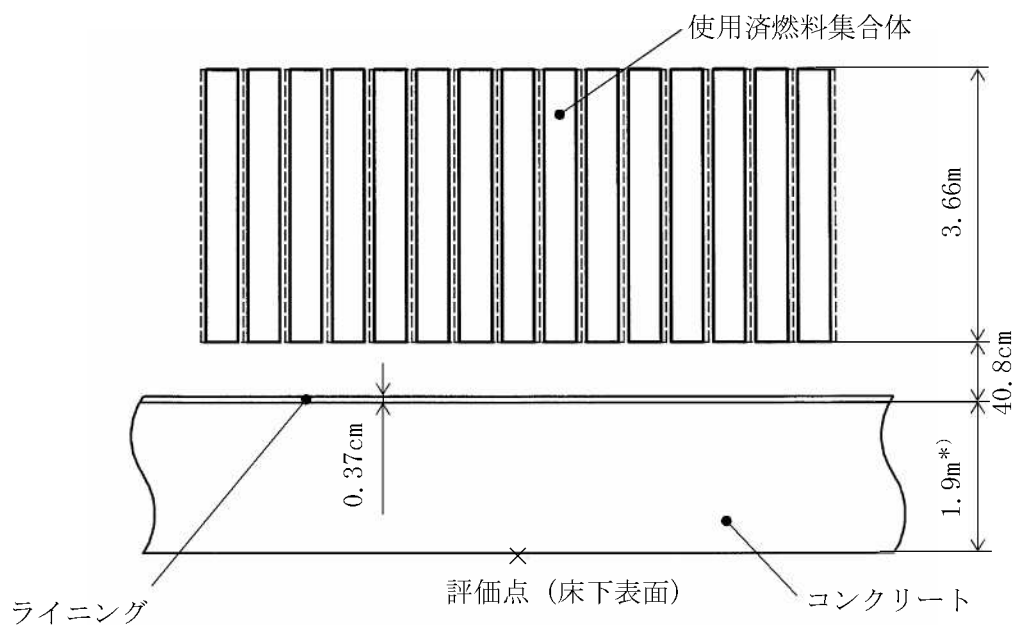 使用済燃料集合体
3.66m
40.8cm
0.37cm
1.9m*)
評価点 (床下表面)
ライニング
コンクリート